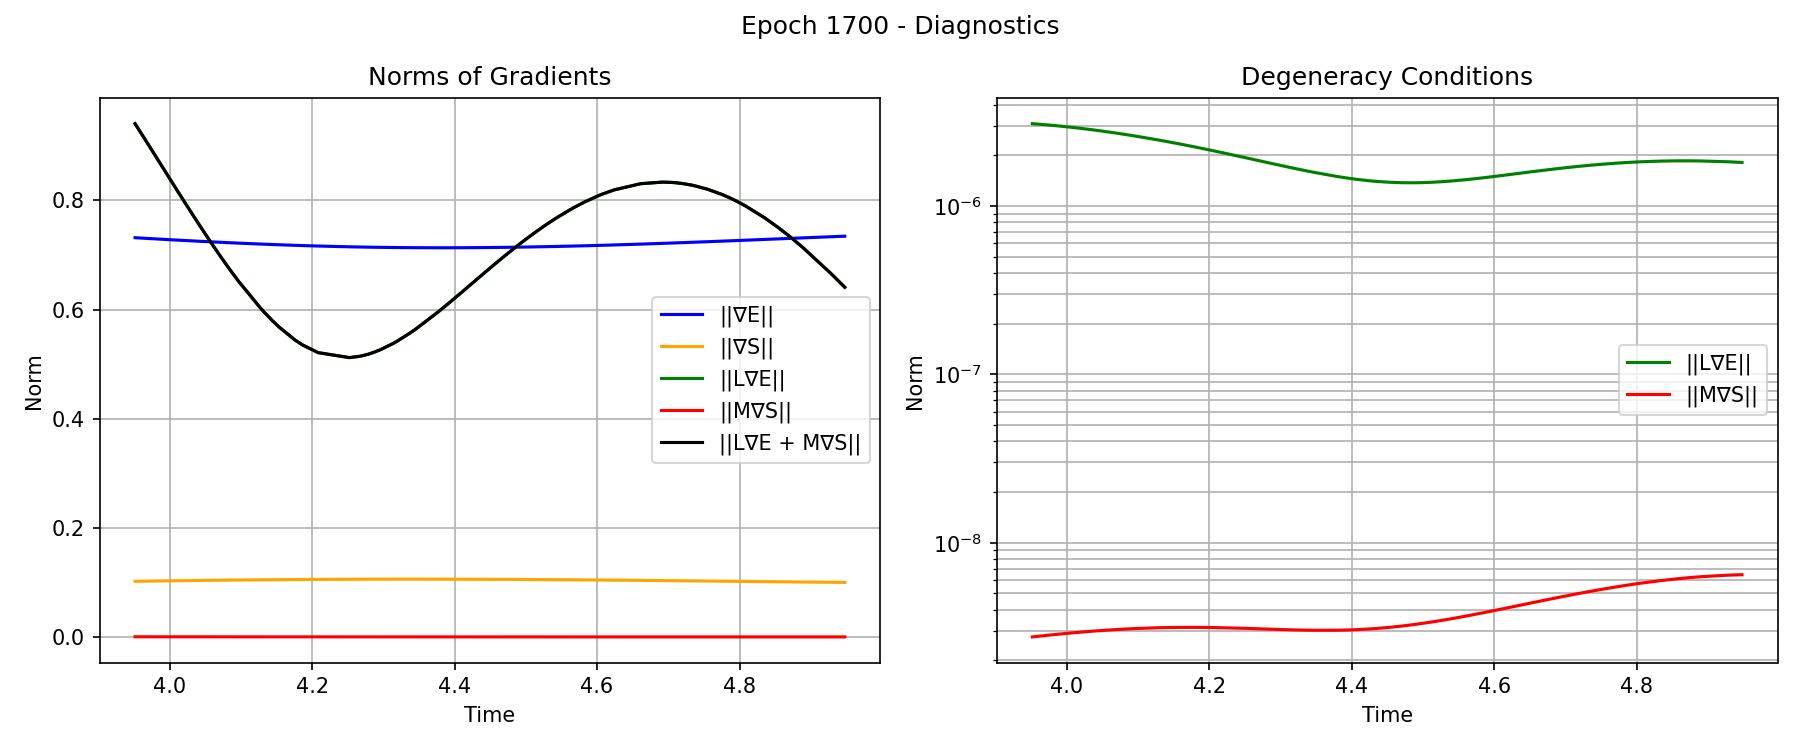 Epoch 1700 - Diagnostics
Norms of Gradients
Norm
0.8
0.6
0.4
0.2
0.0
4.0 4.2 4.4 4.6 4.8
Time
||∇E||
||∇S||
||L∇E||
||M∇S||
||L∇E + M∇S||
Degeneracy Conditions
Norm
10⁻⁶
10⁻⁷
10⁻⁸
4.0 4.2 4.4 4.6 4.8
Time
||L∇E||
||M∇S||